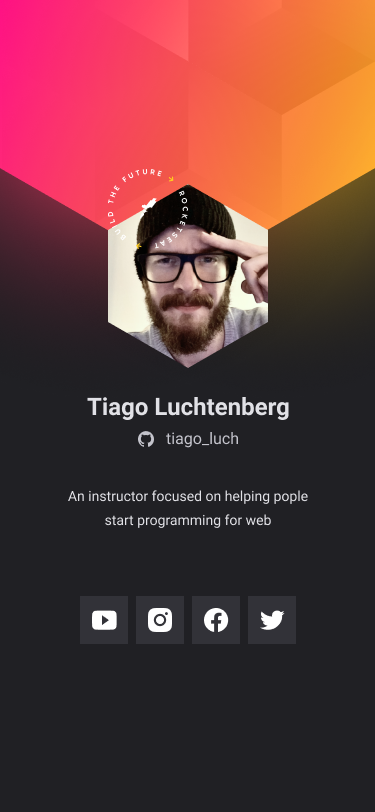 BUILD THE FUTURE
ROCKETSEAT
Tiago Luchtenberg
tiago_luch
An instructor focused on helping pople
start programming for web